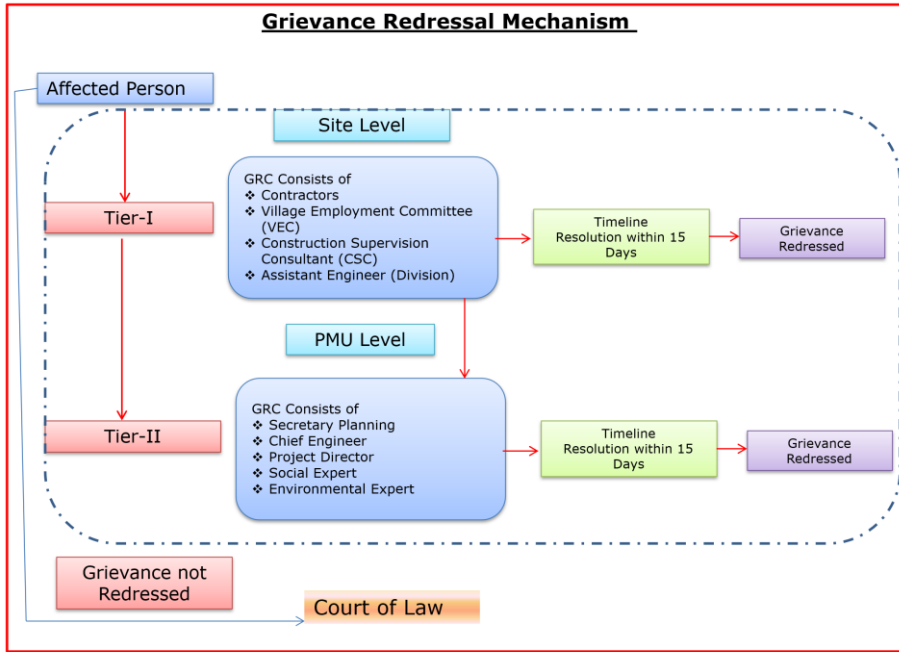 Grievance Redressal Mechanism
Affected Person
Site Level
Tier-I
GRC Consists of
❖ Contractors
❖ Village Employment Committee
(VEC)
❖ Construction Supervision
Consultant (CSC)
❖ Assistant Engineer (Division)
Timeline
Resolution within 15
Days
Grievance
Redressed
PMU Level
Tier-II
GRC Consists of
❖ Secretary Planning
❖ Chief Engineer
❖ Project Director
❖ Social Expert
❖ Environmental Expert
Timeline
Resolution within 15
Days
Grievance
Redressed
Grievance not
Redressed
Court of Law